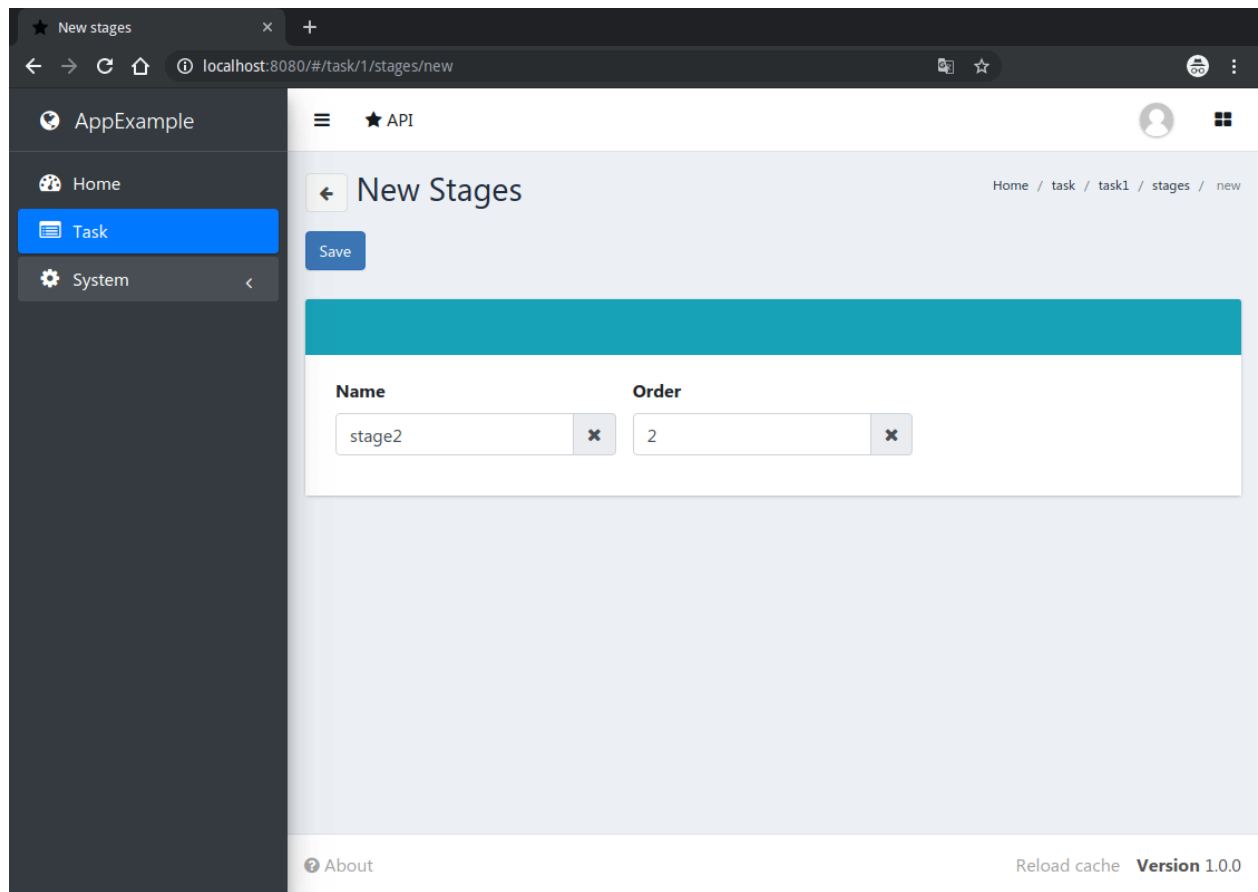 New stages
localhost:8080/#/task/1/stages/new
AppExample
API
Home
Task
System
New Stages
Home / task / task1 / stages / new
Save
Name
Order
stage2
2
About
Reload cache Version 1.0.0